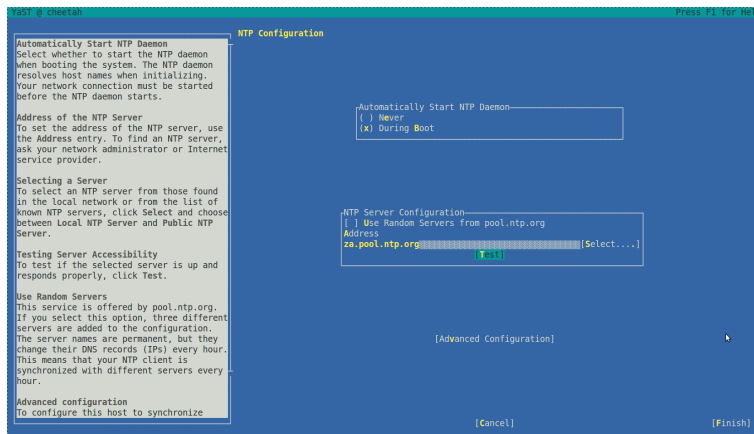 YaST @ cheetah
Press F1 for Hel
NTP Configuration
Automatically Start NTP Daemon
Select whether to start the NTP daemon
when booting the system. The NTP daemon
resolves host names when initializing.
Your network connection must be started
before the NTP daemon starts.
Address of the NTP Server
To set the address of the NTP server, use
the Address entry. To find an NTP server,
ask your network administrator or Internet
service provider.
Selecting a Server
To select an NTP server from those found
in the local network or from the list of
known NTP servers, click Select and choose
between Local NTP Server and Public NTP
Server.
Testing Server Accessibility
To test if the selected server is up and
responds properly, click Test.
Use Random Servers
This service is offered by pool.ntp.org.
If you select this option, three different
servers are added to the configuration.
The server names are permanent, but they
change their DNS records (IPs) every hour.
This means that your NTP client is
synchronized with different servers every
hour.
Advanced configuration
To configure this host to synchronize
Automatically Start NTP Daemon
( ) Never
(x) During Boot
NTP Server Configuration
[ ] Use Random Servers from pool.ntp.org
Address
za.pool.ntp.org [Select....]
[Test]
[Advanced Configuration]
[Cancel]
[Finish]